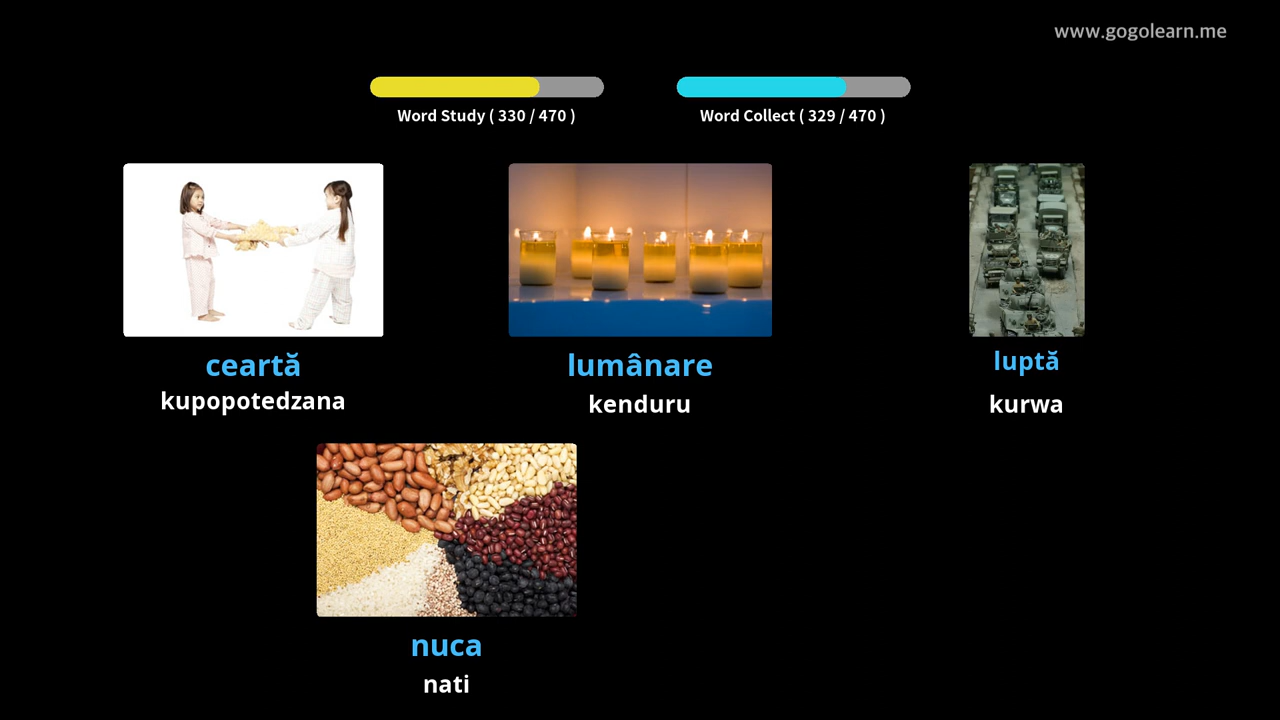 www.gogolearn.me
Word Study ( 330 / 470 )
Word Collect ( 329 / 470 )
ceartă
kupopotedzana
lumânare
kenduru
luptă
kurwa
nuca
nati